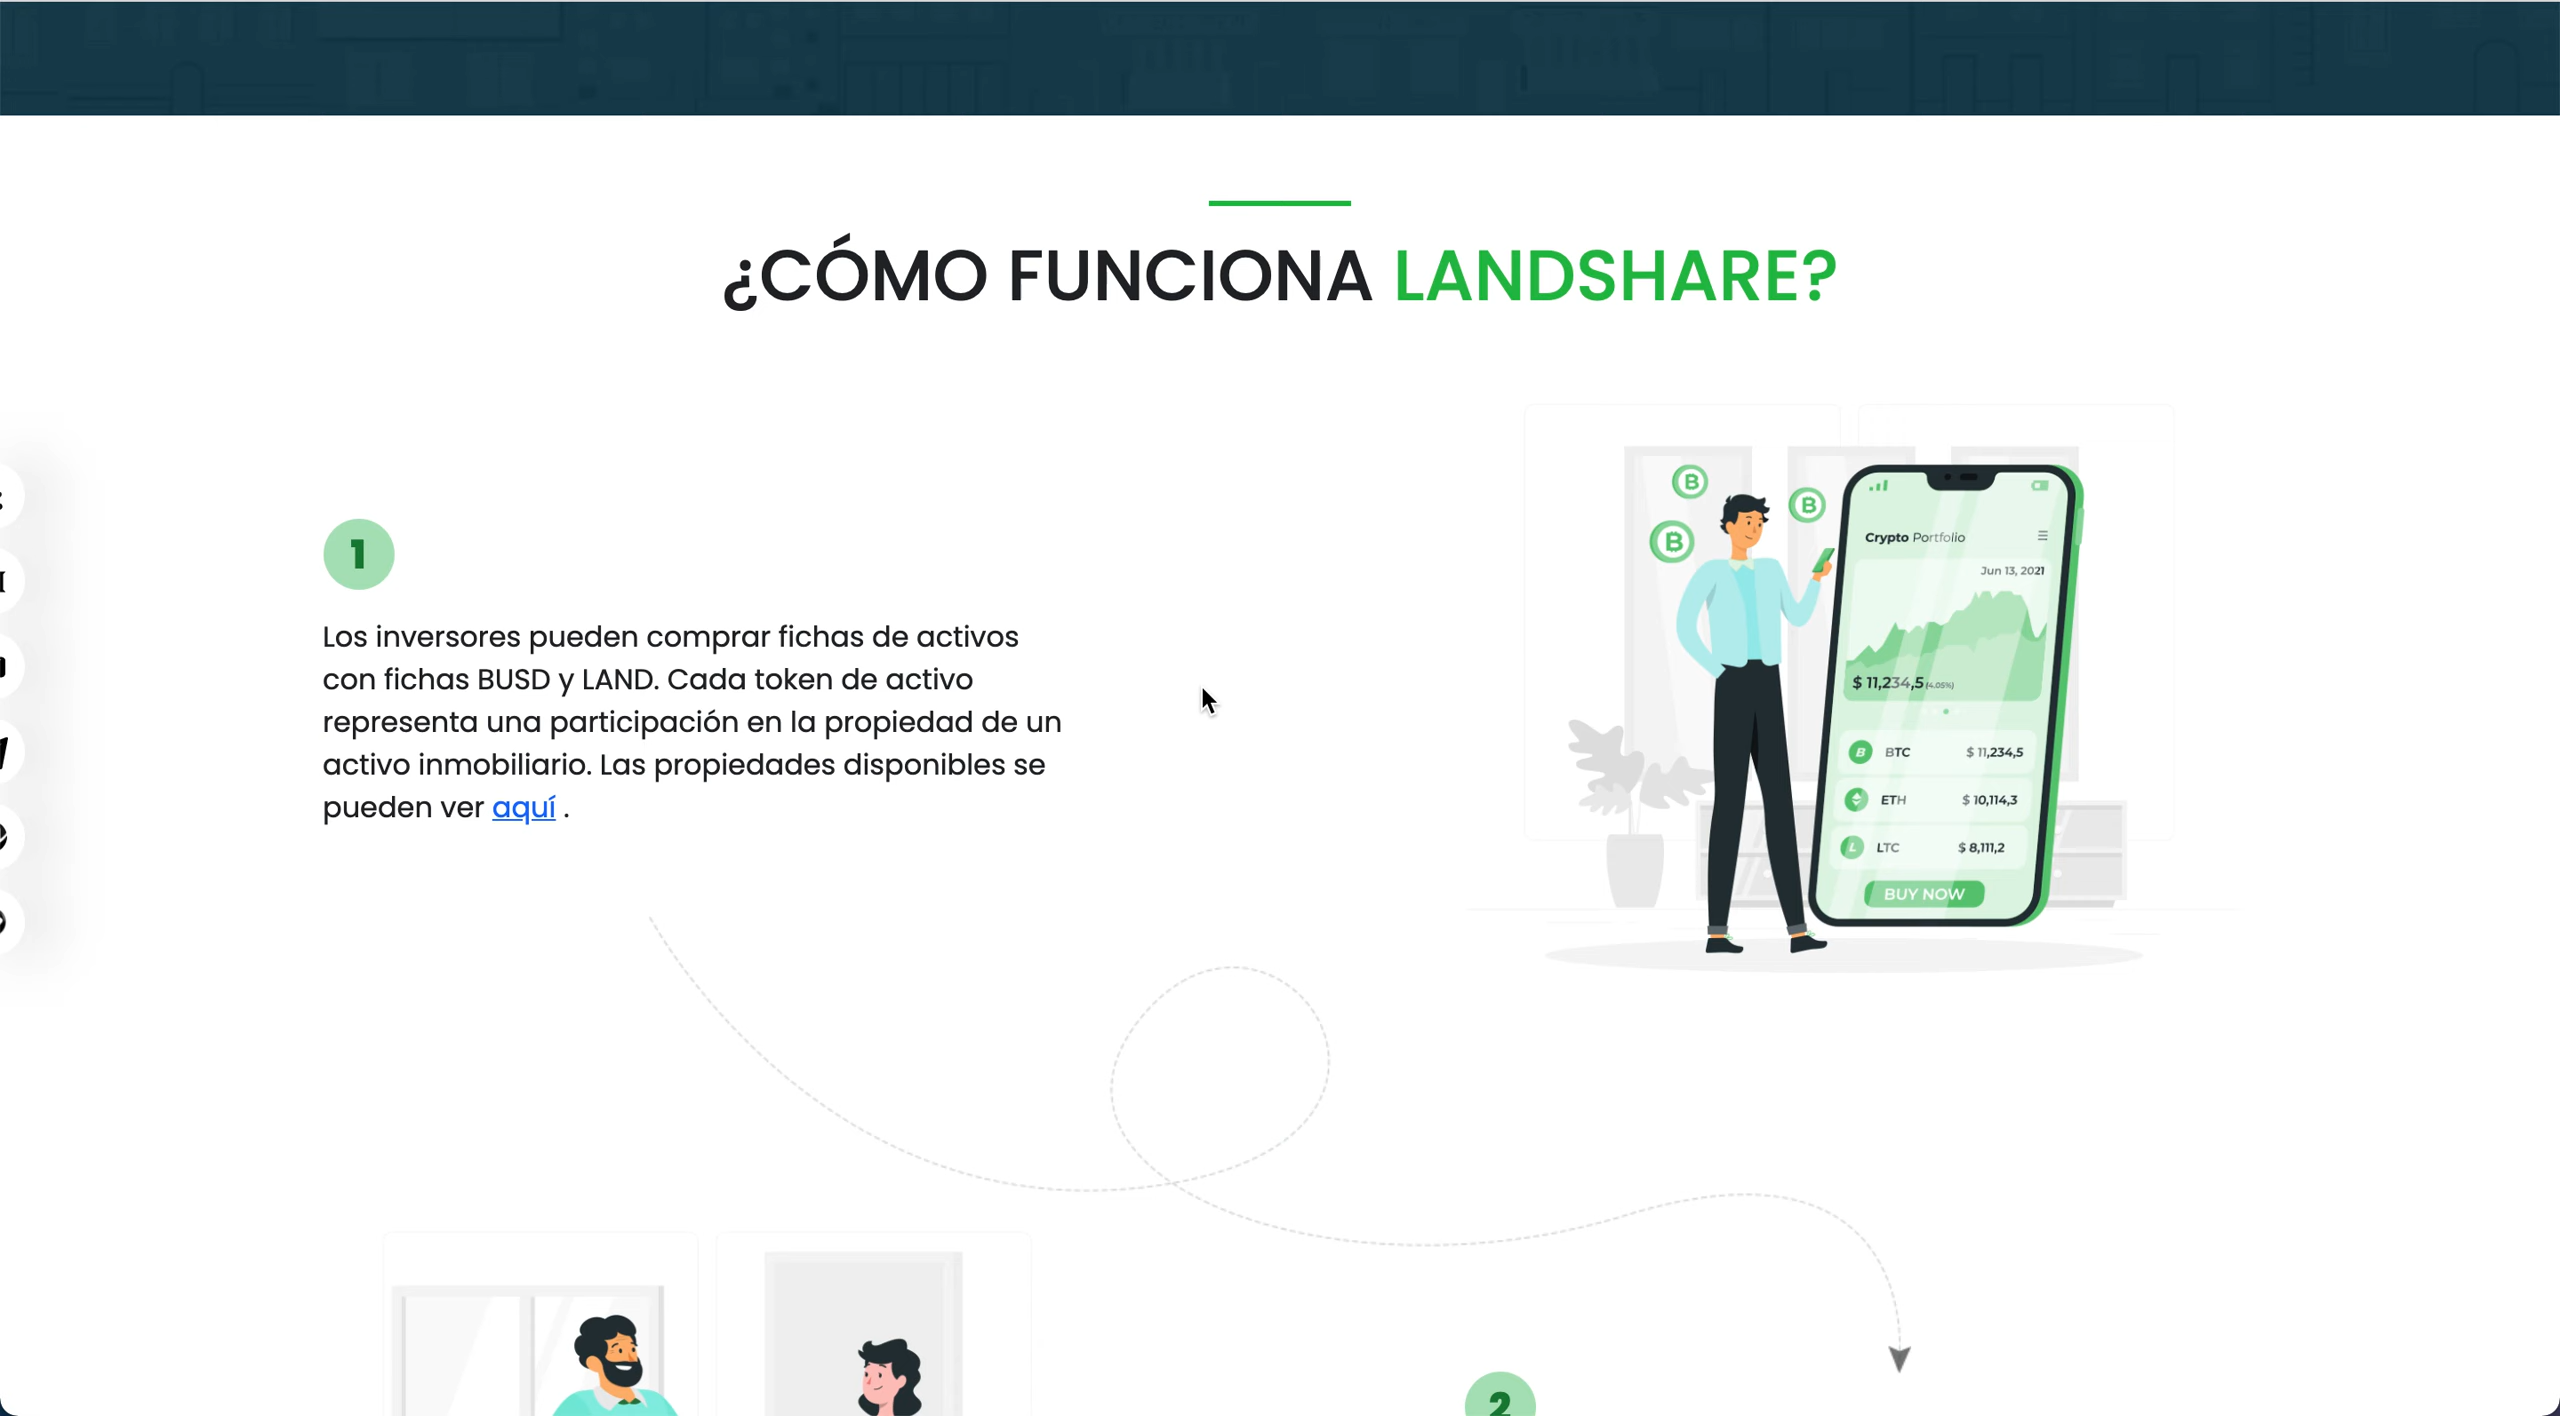 ¿CÓMO FUNCIONA LANDSHARE?
1
Los inversores pueden comprar fichas de activos
con fichas BUSD y LAND. Cada token de activo
representa una participación en la propiedad de un
activo inmobiliario. Las propiedades disponibles se
pueden ver aquí .
Crypto Portfolio
Jun 13, 2021
$ 11,234,5 (4.05%)
BTC $ 11,234,5
ETH $ 10,114,3
LTC $ 8,111,2
BUY NOW
2